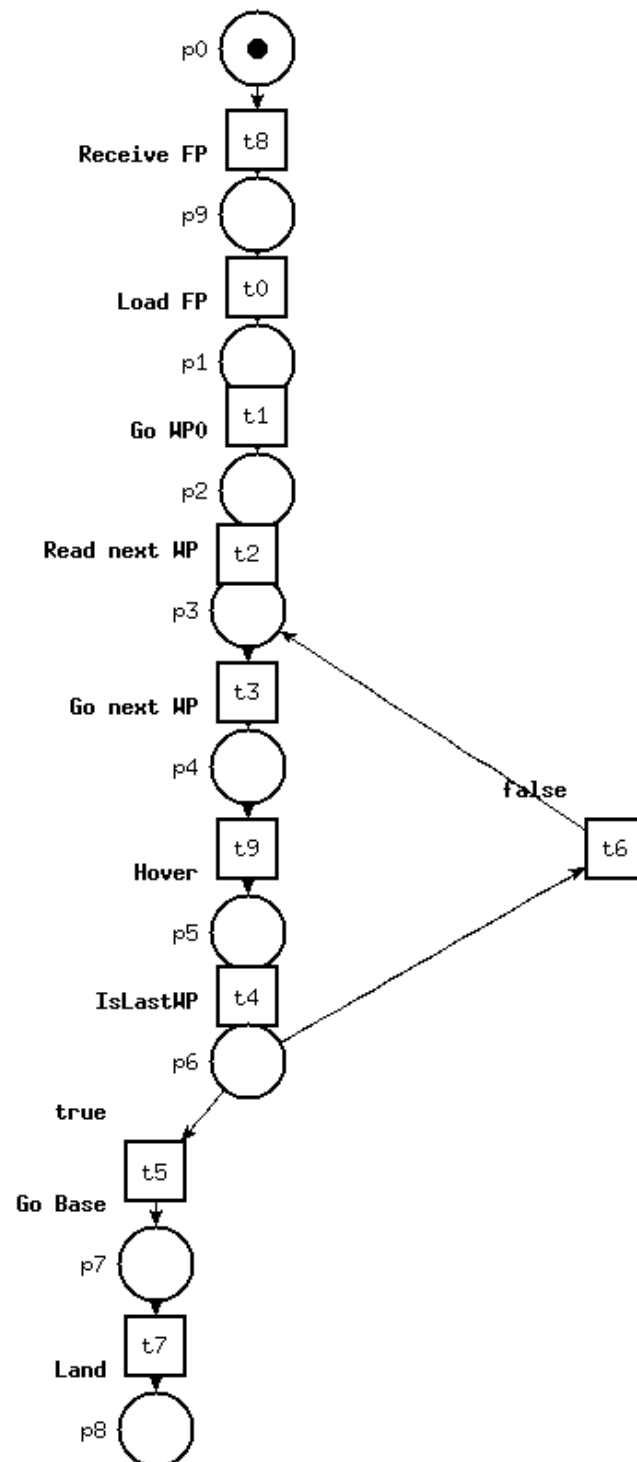 p0
t8
Receive FP
p9
t0
Load FP
p1
t1
Go WP0
p2
Read next WP
t2
p3
t3
Go next WP
p4
false
t9
t6
Hover
p5
t4
IsLastWP
p6
true
t5
Go Base
p7
t7
Land
p8